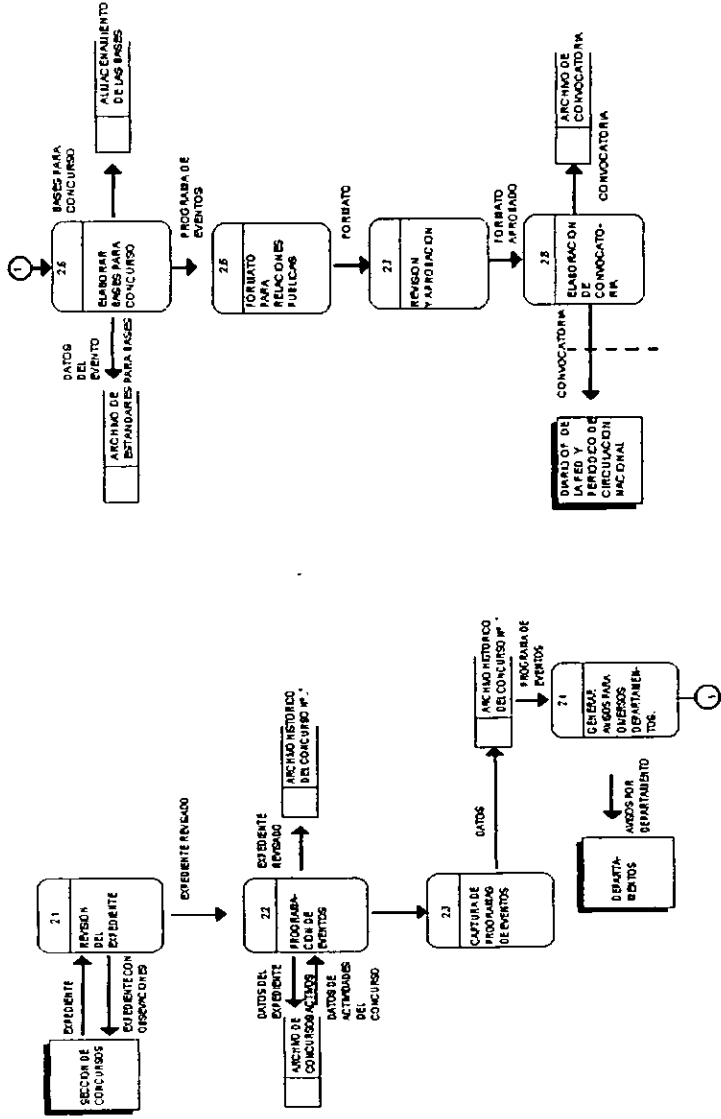 SECCION DE
CONCURSOS
EXPEDIENTE
EXPEDIENTE CON
OBSEVACIONES
2.1
REVISION
DEL
EXPEDIENTE
EXPEDIENTE REVISADO
2.2
PROGRAMA-
CION DE
EVENTOS
DATOS DEL
EXPEDIENTE
ARCHIVO DE
CONCURSOS ACTIVOS
DATOS DE
ACTIVIDADES
DEL
CONCURSO
EXPEDIENTE
REVISADO
ARCHIVO HISTORICO
DEL CONCURSO Nº. "
2.3
CAPTURA DE
PROGRAMAS
DE EVENTOS
DATOS
ARCHIVO HISTORICO
DEL CONCURSO Nº. "
PROGRAMA DE
EVENTOS
2.4
GENERAR
AVISOS PARA
DIVERSOS
DEPARTAMEN-
TOS.
AVISOS POR
DEPARTAMENTO
DEPARTA-
MENTOS
1
1
2.5
ELABORAR
BASES PARA
CONCURSO
BASES PARA
CONCURSO
ALMACENAMIENTO
DE LAS BASES
DATOS
DEL
EVENTO
ARCHIVO DE
ESTANDARES PARA BASES
PROGRAMA DE
EVENTOS
2.6
FORMATO
PARA
RELACIONES
PUBLICAS
FORMATO
2.7
REVISION
Y APROBACION
FORMATO
APROBADO
2.8
ELABORACION
DE
CONVOCATO-
RIA
CONVOCATORIA
ARCHIVO DE
CONVOCATORIA
CONVOCATORIA
DIARIO OF. DE
LA FED Y
PERIODICO DE
CIRCULACION
NACIONAL